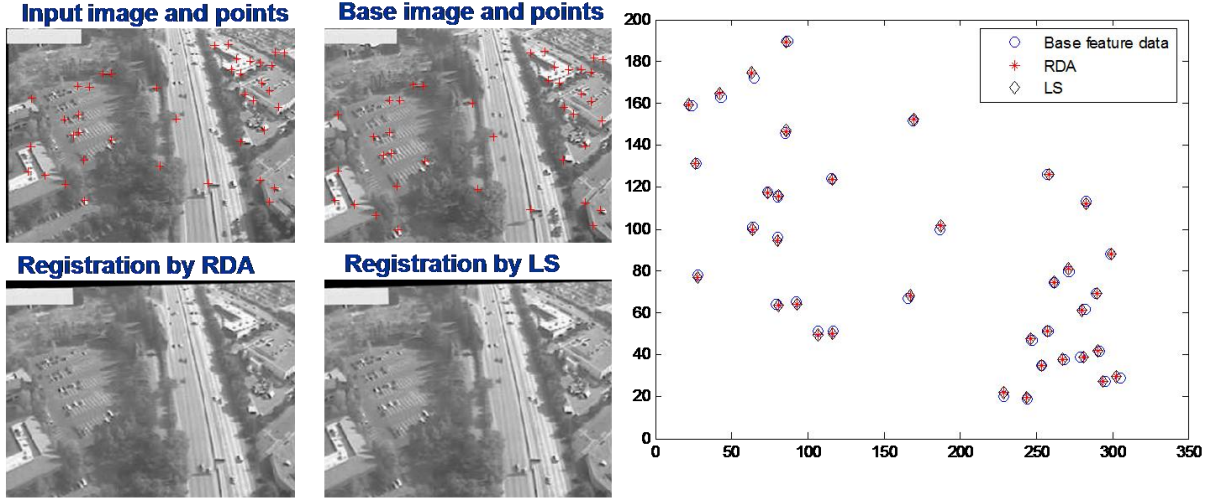 Input image and points
Base image and points
Registration by RDA
Registration by LS
Base feature data
RDA
LS
200
180
160
140
120
100
80
60
40
20
0
0 50 100 150 200 250 300 350